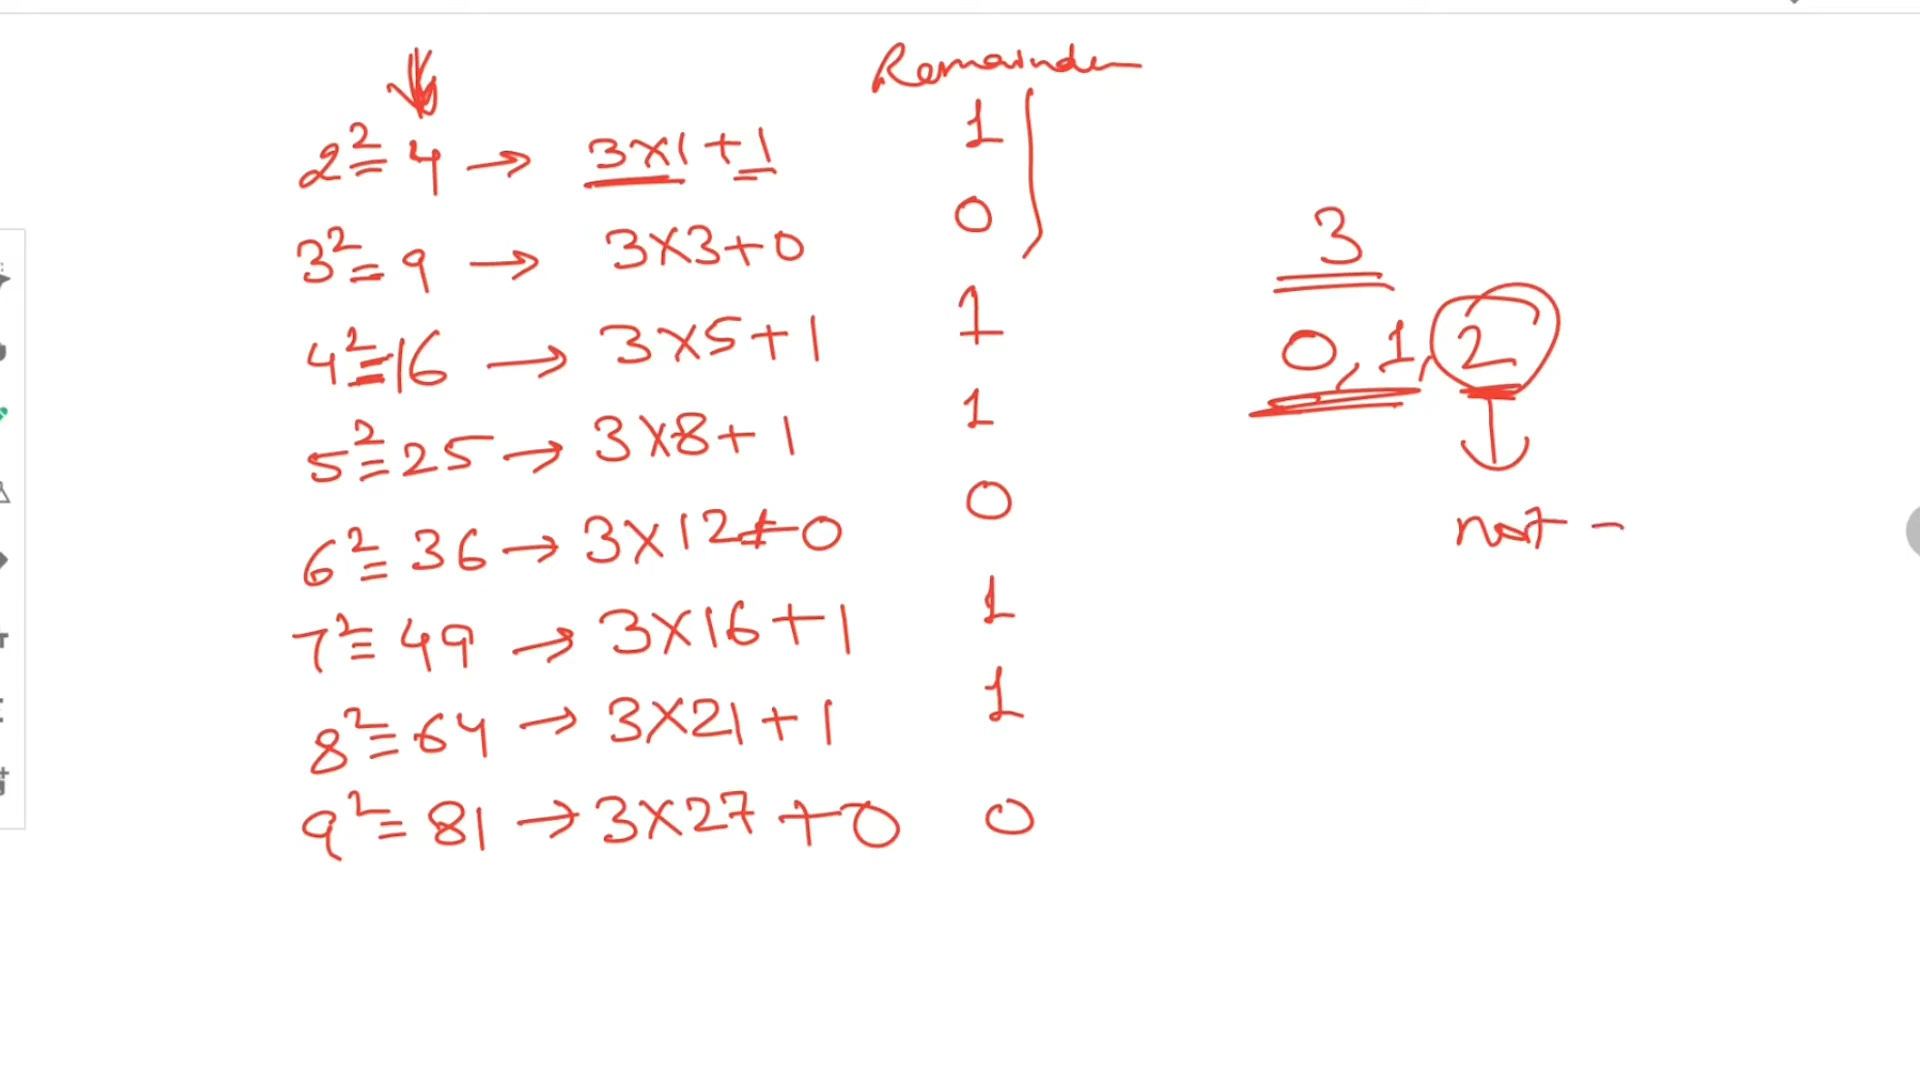 Remainder
2² = 4 → 3×1+1 1
3² = 9 → 3×3+0 0
4² = 16 → 3×5+1 1
5² = 25 → 3×8+1 1
6² = 36 → 3×12+0 0
7² = 49 → 3×16+1 1
8² = 64 → 3×21+1 1
9² = 81 → 3×27+0 0
3
0, 1, 2
not -